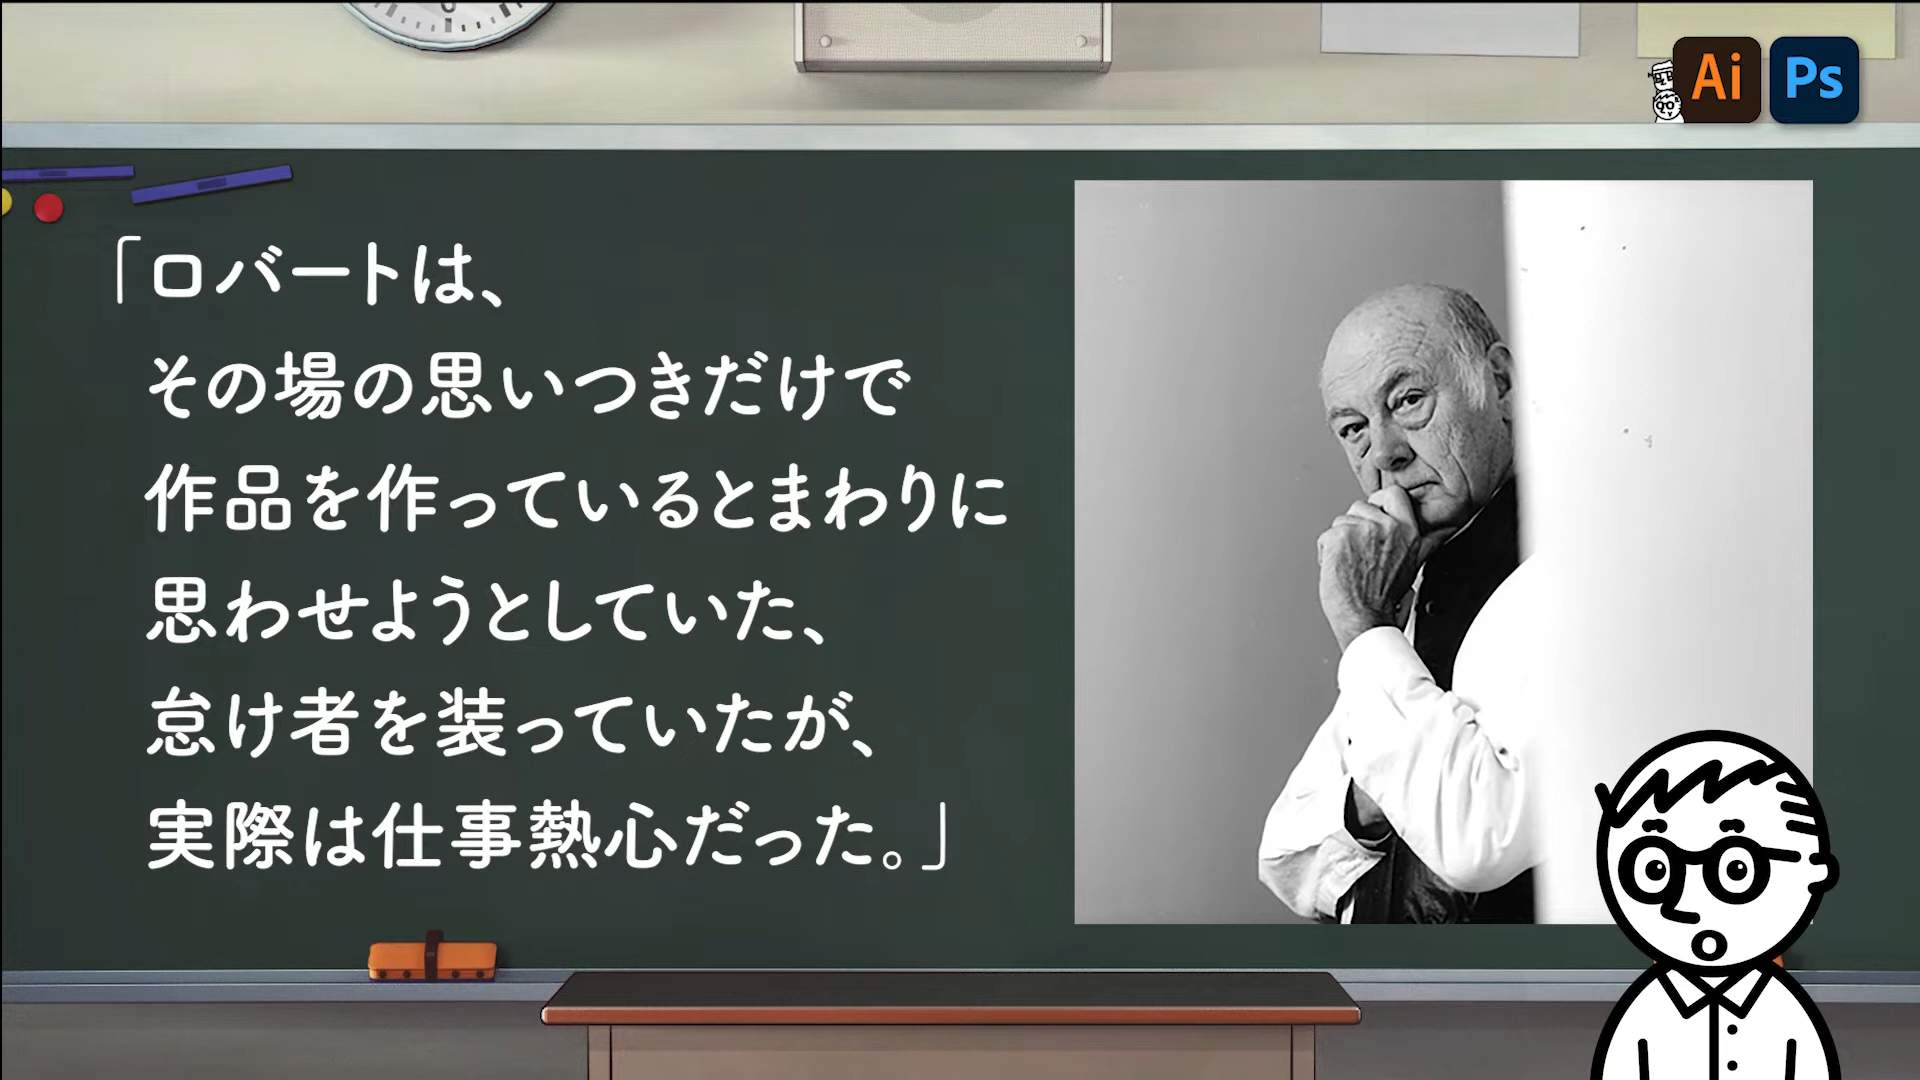 Ai Ps
「ロバートは、
その場の思いつきだけで
作品を作っているとまわりに
思わせようとしていた、
怠け者を装っていたが、
実際は仕事熱心だった。」